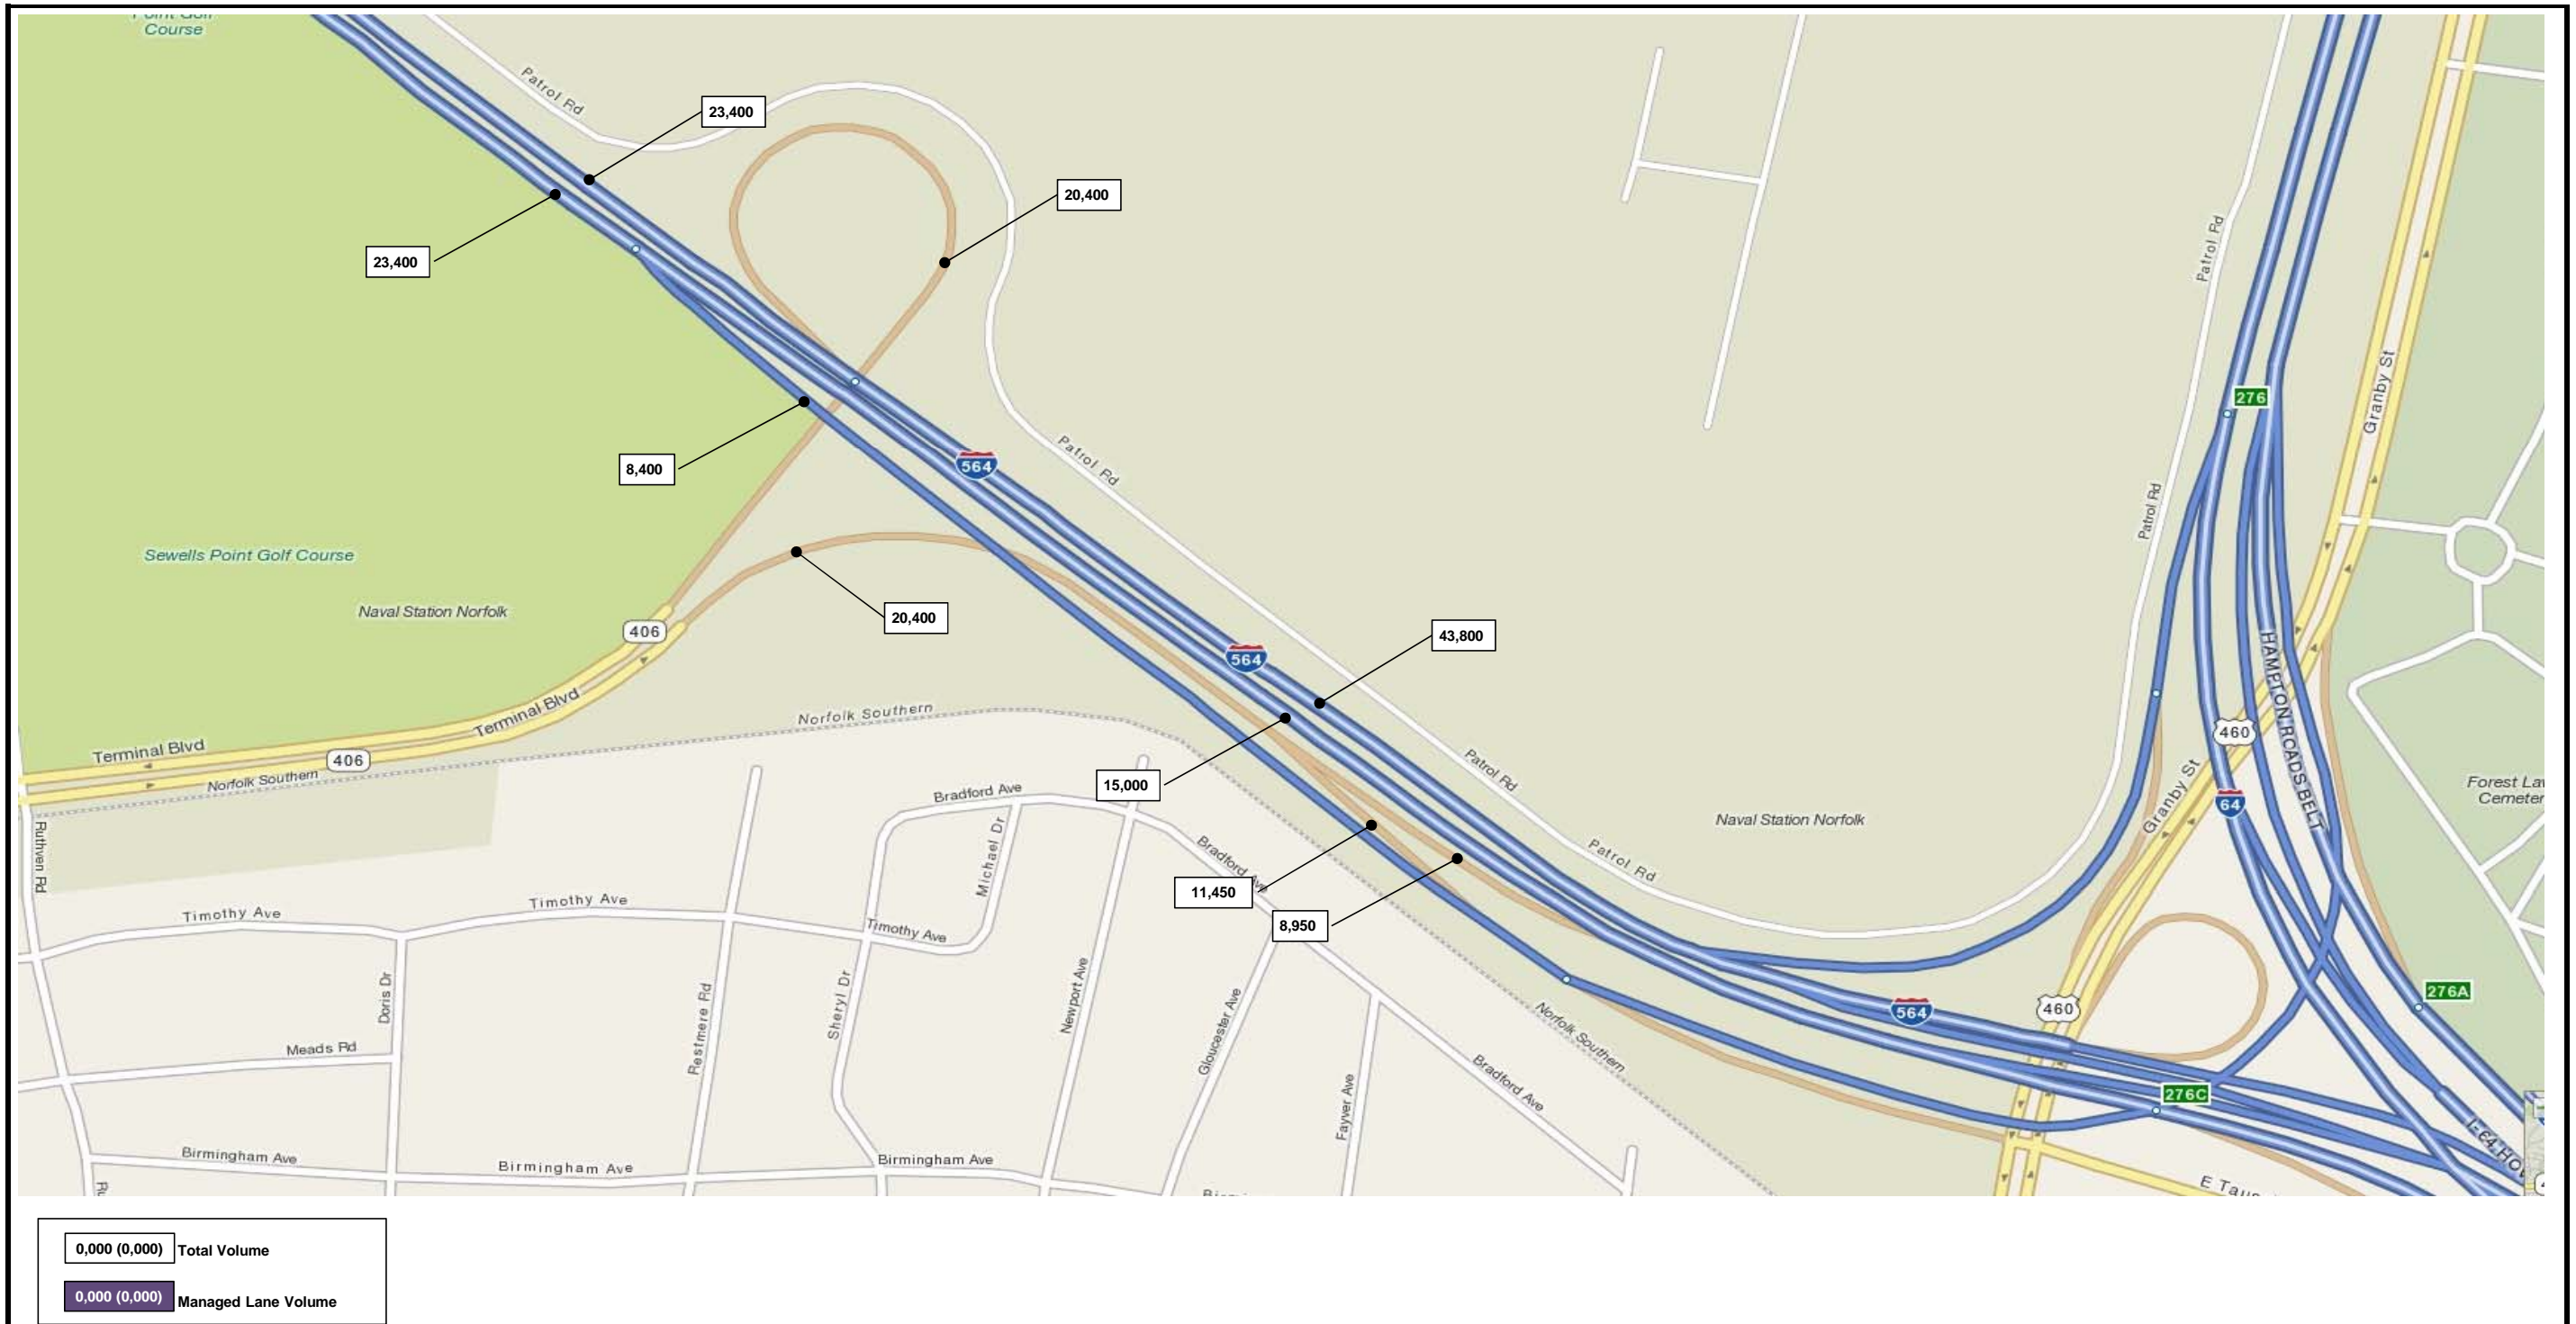 Point Golf
Course
Patrol Rd
23,400
20,400
23,400
Patrol Rd
276
Granby St
8,400
564
Patrol Rd
Patrol Rd
Sewells Point Golf Course
Naval Station Norfolk
406
20,400
43,800
564
HAMPTON ROADS BELT
Terminal Blvd
Norfolk Southern
460
Terminal Blvd
406
Norfolk Southern
15,000
Patrol Rd
Granby St
64
Forest La
Cemeter
Naval Station Norfolk
Ruthven Rd
Bradford Ave
Michael Dr
Bradford Ave
Patrol Rd
11,450
8,950
Timothy Ave
Timothy Ave
Timothy Ave
Doris Dr
Restmere Rd
Sheryl Dr
Newport Ave
Gloucester Ave
276A
564
460
Norfolk Southern
Meads Rd
Fayver Ave
Bradford Ave
276C
I-64 HO
Birmingham Ave
Birmingham Ave
Birmingham Ave
0,000 (0,000) Total Volume
0,000 (0,000) Managed Lane Volume